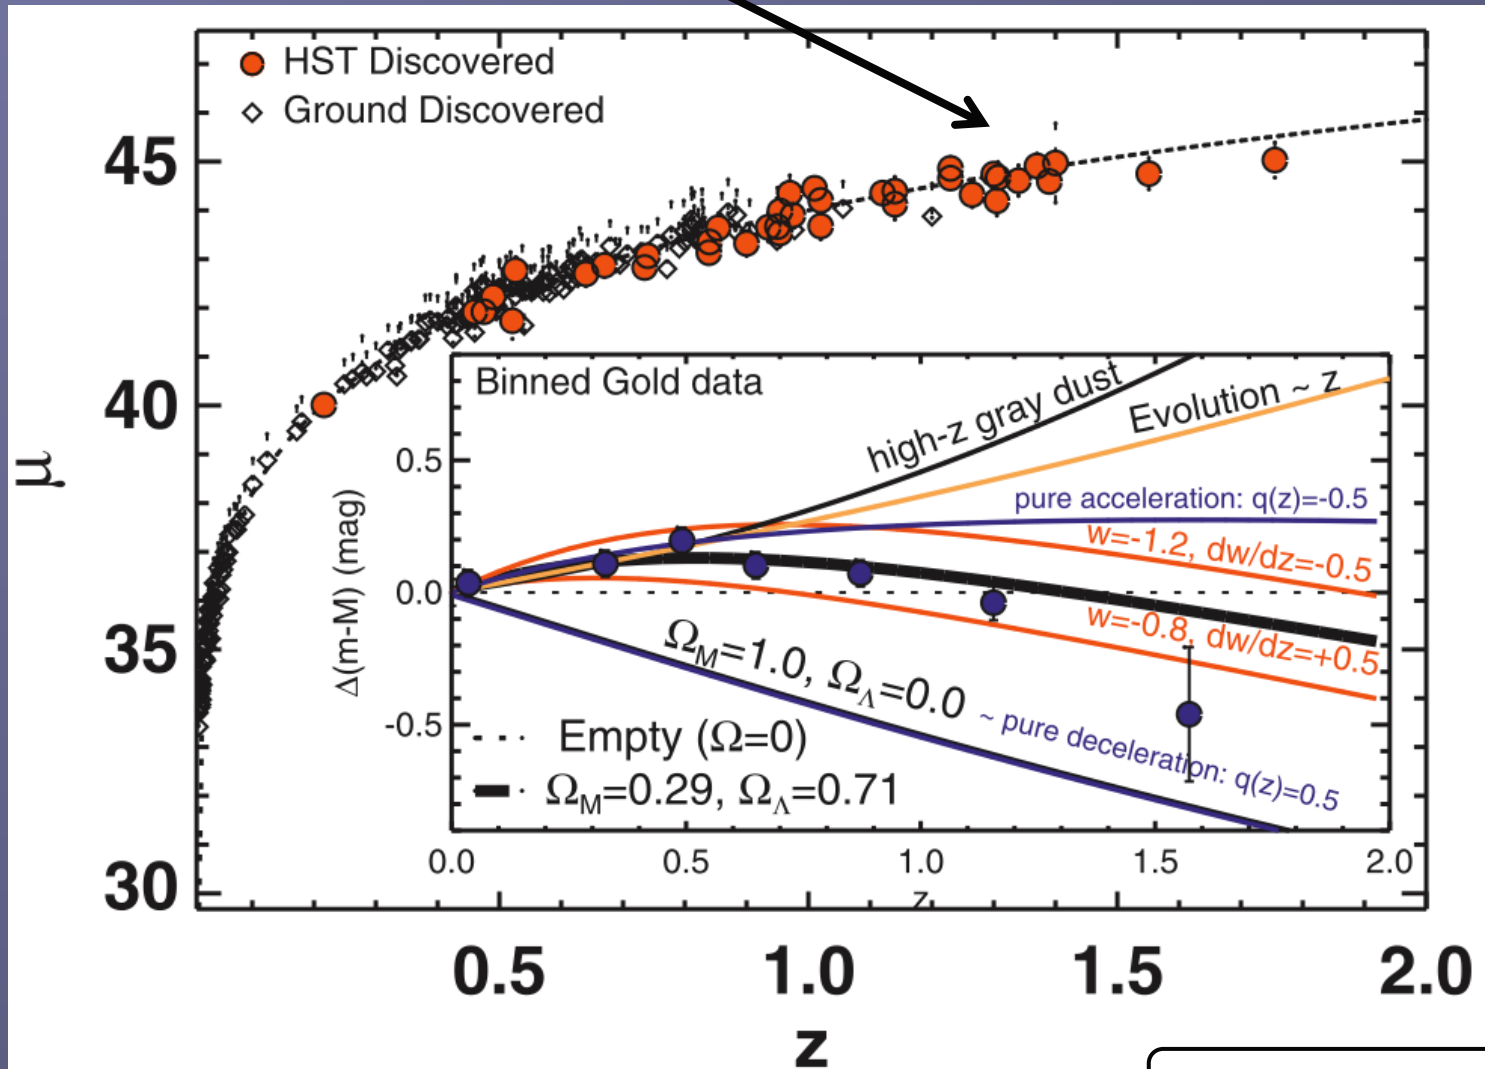 HST Discovered
Ground Discovered
45
40
35
30
μ
0.5
1.0
1.5
2.0
z
Binned Gold data
high-z gray dust
Evolution ~ z
pure acceleration: q(z)=-0.5
w=-1.2, dw/dz=-0.5
w=-0.8, dw/dz=+0.5
Ω_M=1.0, Ω_Λ=0.0
~ pure deceleration: q(z)=0.5
Empty (Ω=0)
Ω_M=0.29, Ω_Λ=0.71
Δ(m-M) (mag)
0.5
0.0
-0.5
0.0
0.5
1.0
1.5
2.0
z